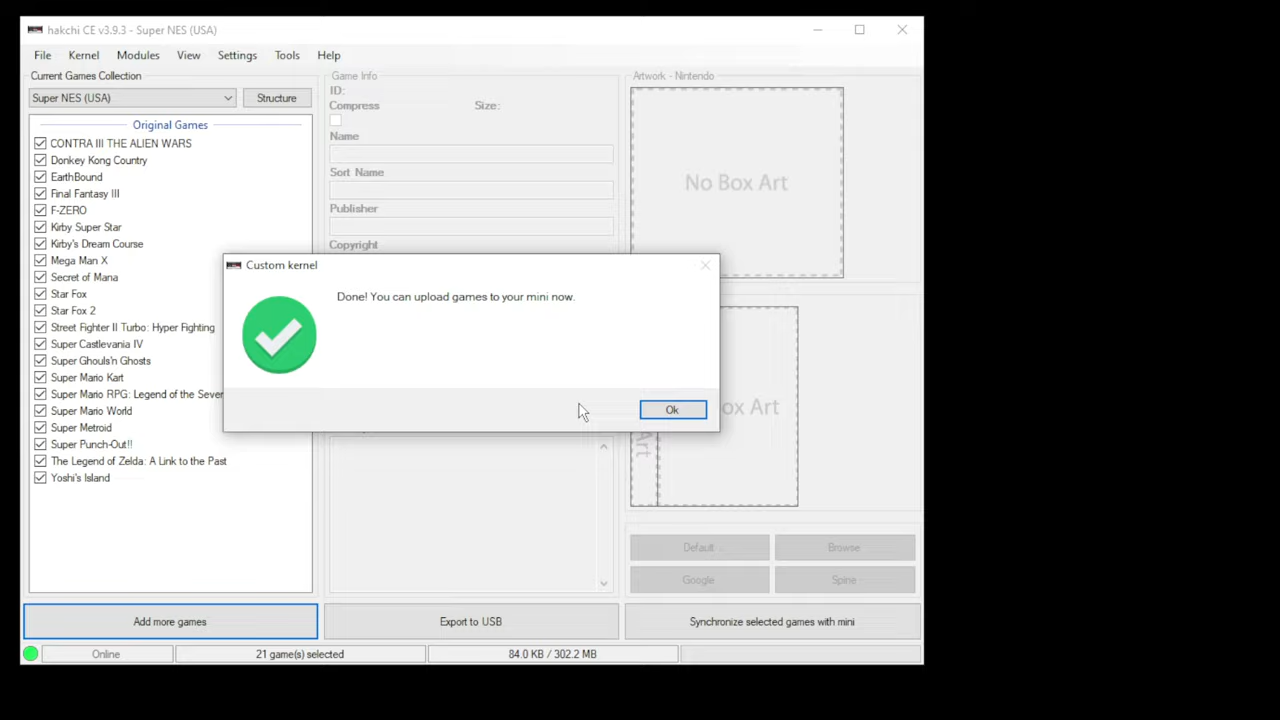 hakchi CE v3.9.3 - Super NES (USA)
File Kernel Modules View Settings Tools Help
Current Games Collection
Super NES (USA)
Structure
Original Games
CONTRA III THE ALIEN WARS
Donkey Kong Country
EarthBound
Final Fantasy III
F-ZERO
Kirby Super Star
Kirby's Dream Course
Mega Man X
Secret of Mana
Star Fox
Star Fox 2
Street Fighter II Turbo: Hyper Fighting
Super Castlevania IV
Super Ghouls'n Ghosts
Super Mario Kart
Super Mario RPG: Legend of the Sever
Super Mario World
Super Metroid
Super Punch-Out!!
The Legend of Zelda: A Link to the Past
Yoshi's Island
Game Info
ID:
Compress
Size:
Name
Sort Name
Publisher
Copyright
Artwork - Nintendo
No Box Art
Custom kernel
Done! You can upload games to your mini now.
Ok
ox Art
Art
Default
Browse
Google
Spine
Add more games
Export to USB
Synchronize selected games with mini
Online
21 game(s) selected
84.0 KB / 302.2 MB